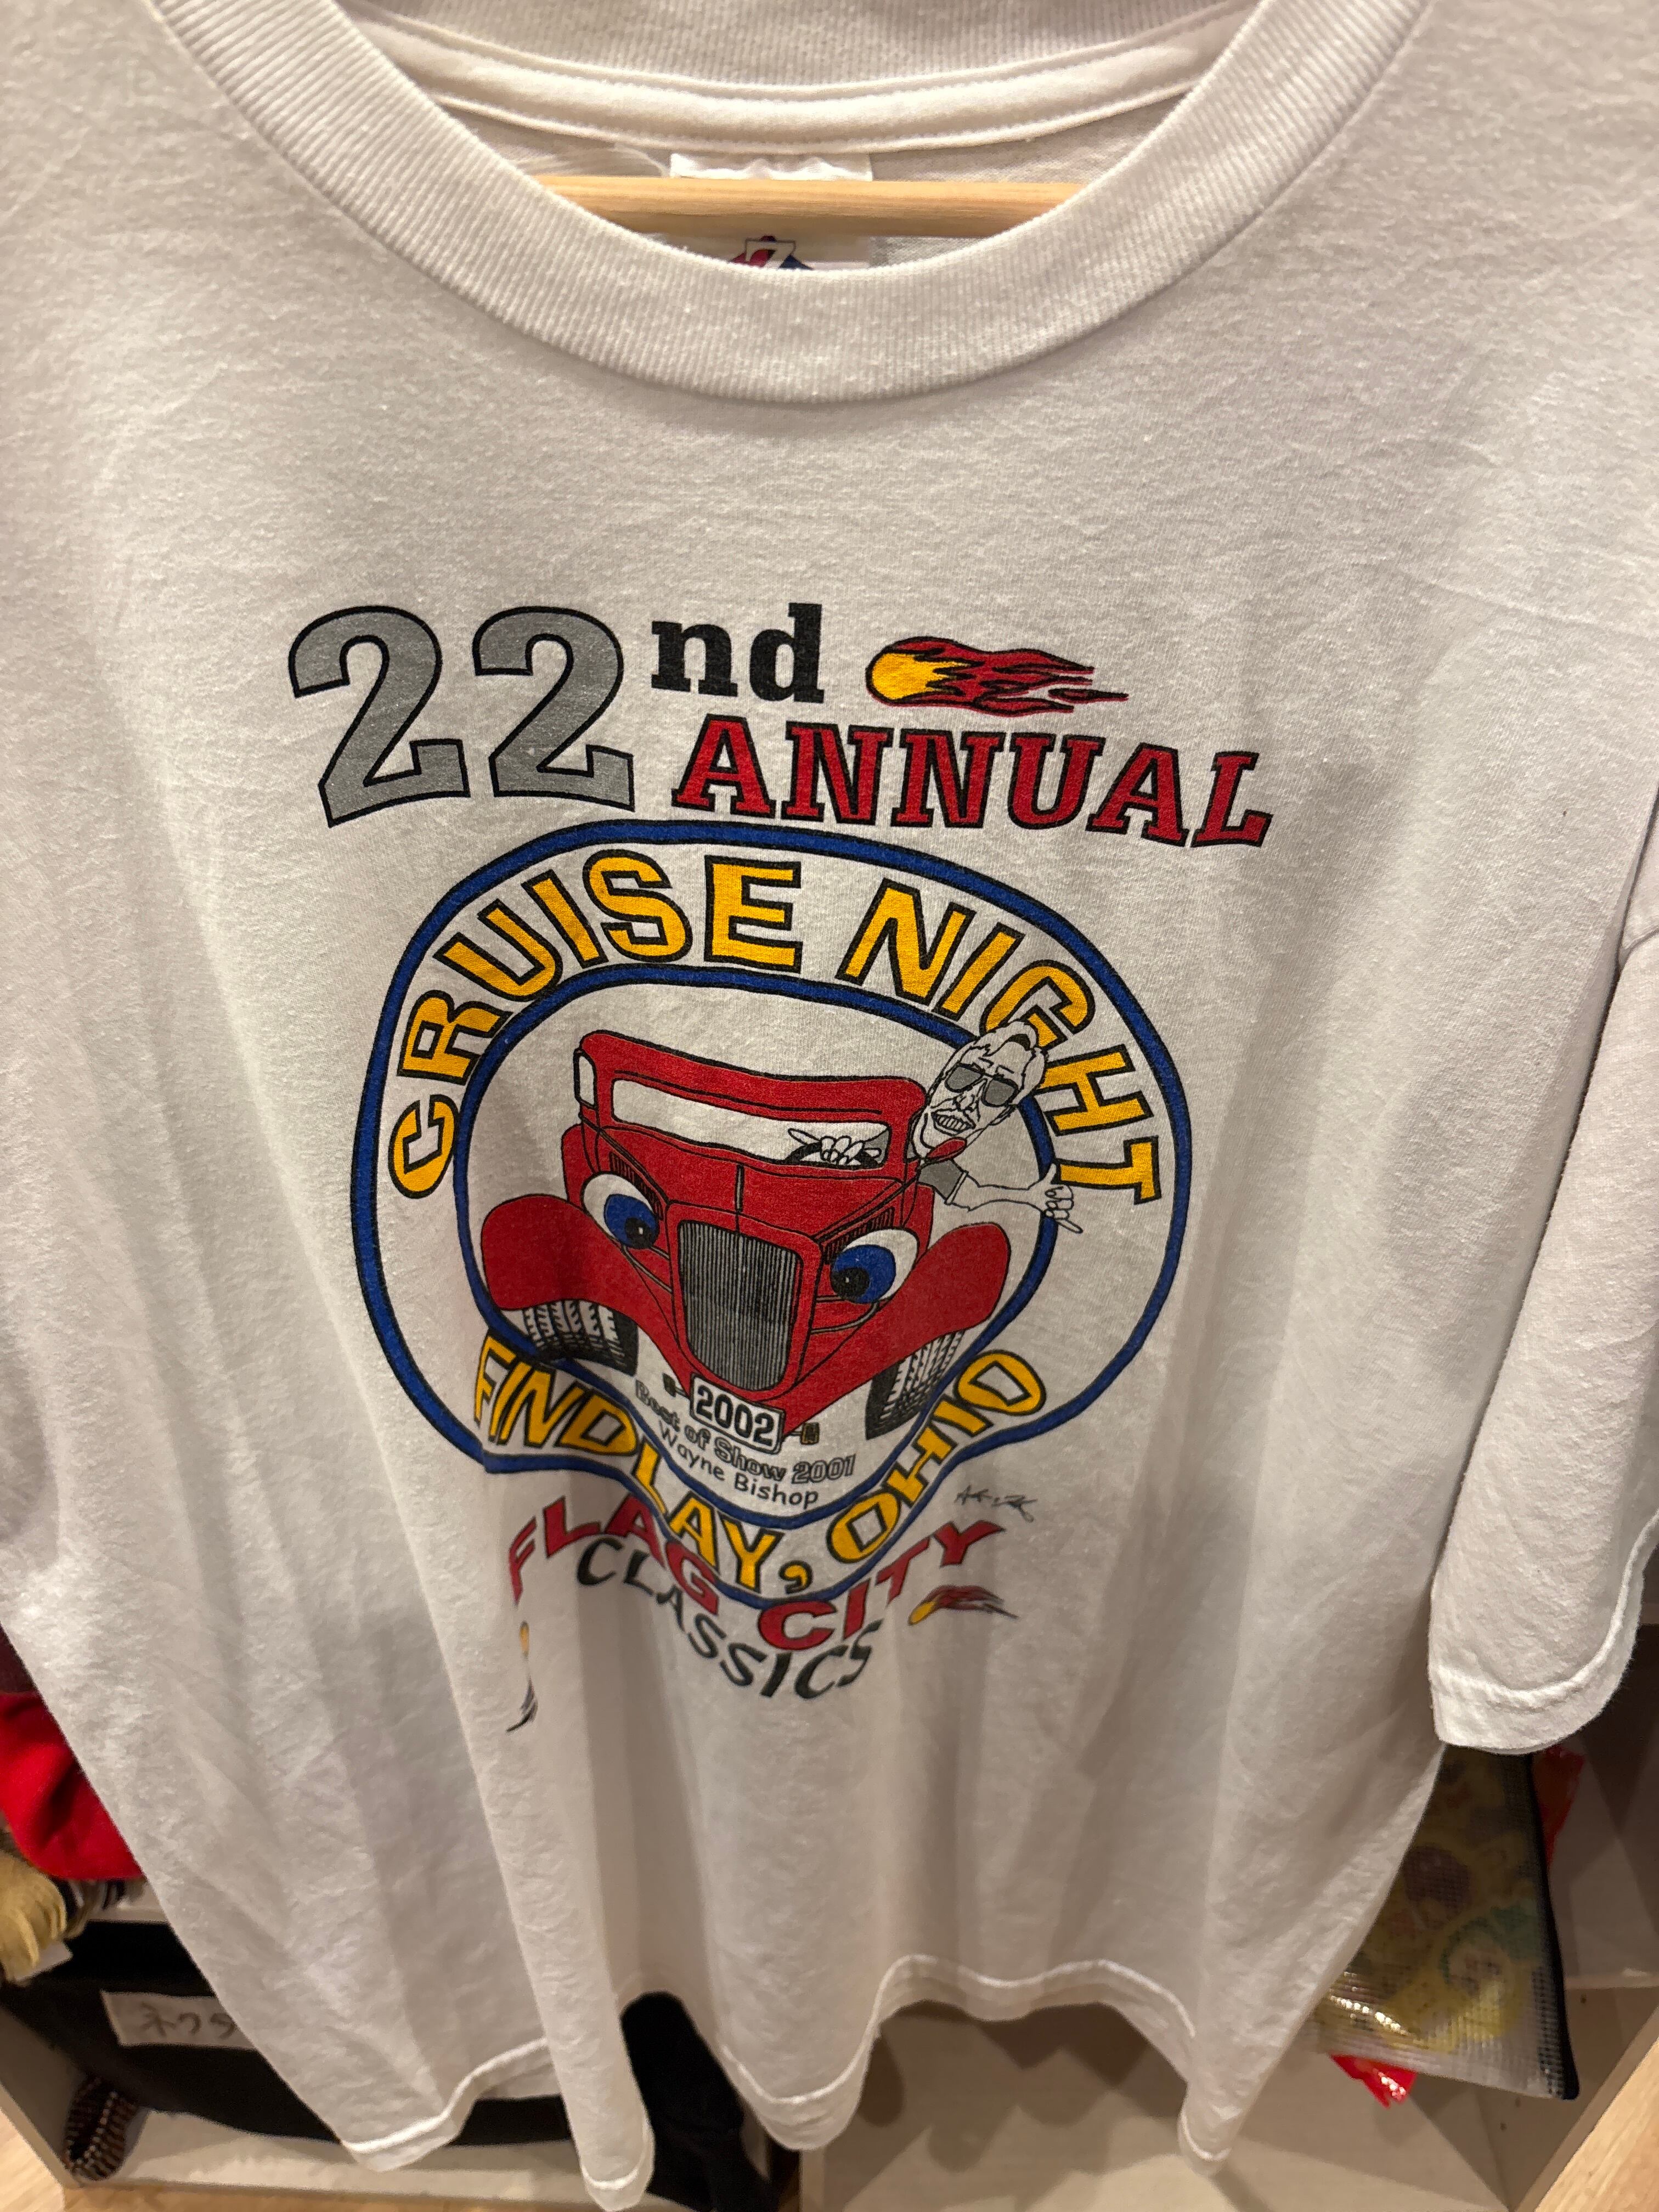 22nd
ANNUAL
CRUISE NIGHT
2002
Best of Show 2001
Wayne Bishop
FINDLAY, OHIO
FLAG CITY
CLASSICS